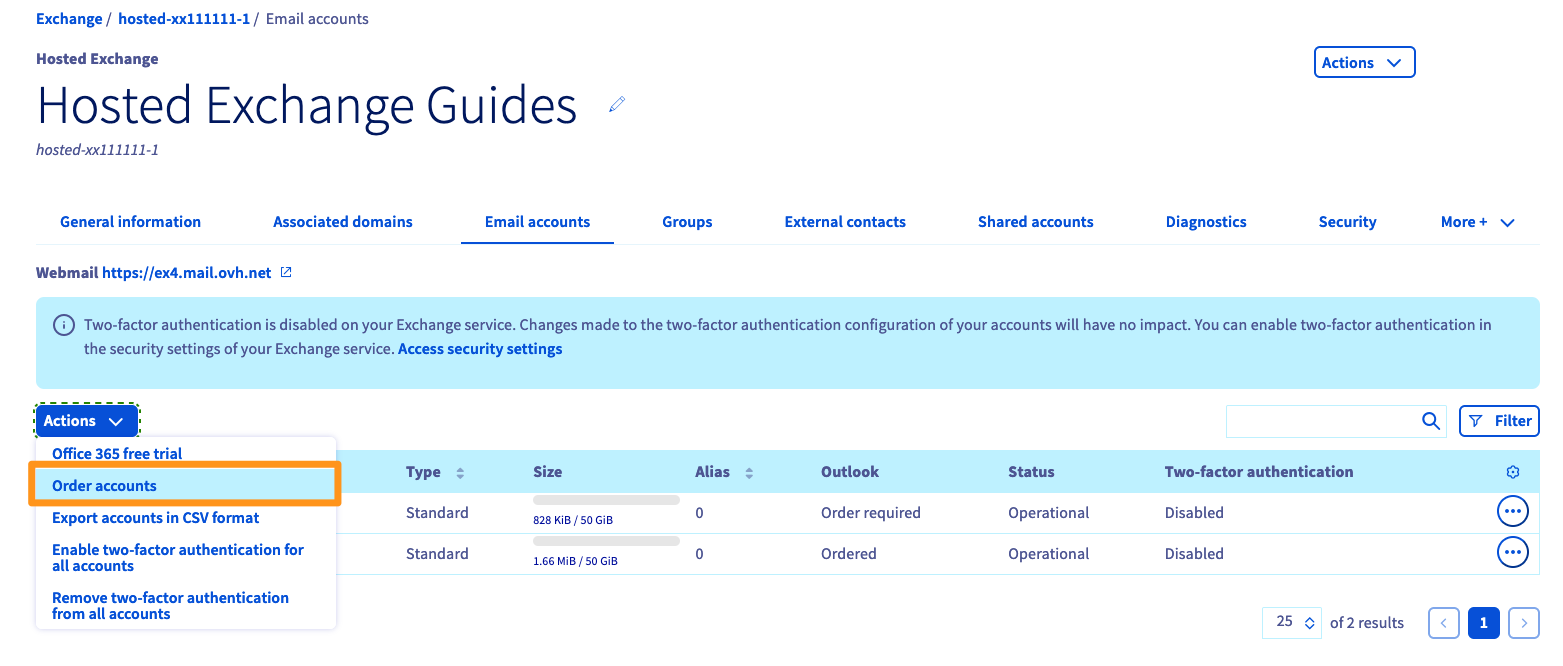 Exchange / hosted-xx111111-1 / Email accounts
Hosted Exchange
Actions
Hosted Exchange Guides
hosted-xx111111-1
General information Associated domains Email accounts Groups External contacts Shared accounts Diagnostics Security More +
Webmail https://ex4.mail.ovh.net
Two-factor authentication is disabled on your Exchange service. Changes made to the two-factor authentication configuration of your accounts will have no impact. You can enable two-factor authentication in
the security settings of your Exchange service. Access security settings
Actions
Filter
Office 365 free trial
Order accounts
Export accounts in CSV format
Enable two-factor authentication for
all accounts
Remove two-factor authentication
from all accounts
Type Size Alias Outlook Status Two-factor authentication
Standard 828 KiB / 50 GiB 0 Order required Operational Disabled
Standard 1.66 MiB / 50 GiB 0 Ordered Operational Disabled
25 of 2 results 1